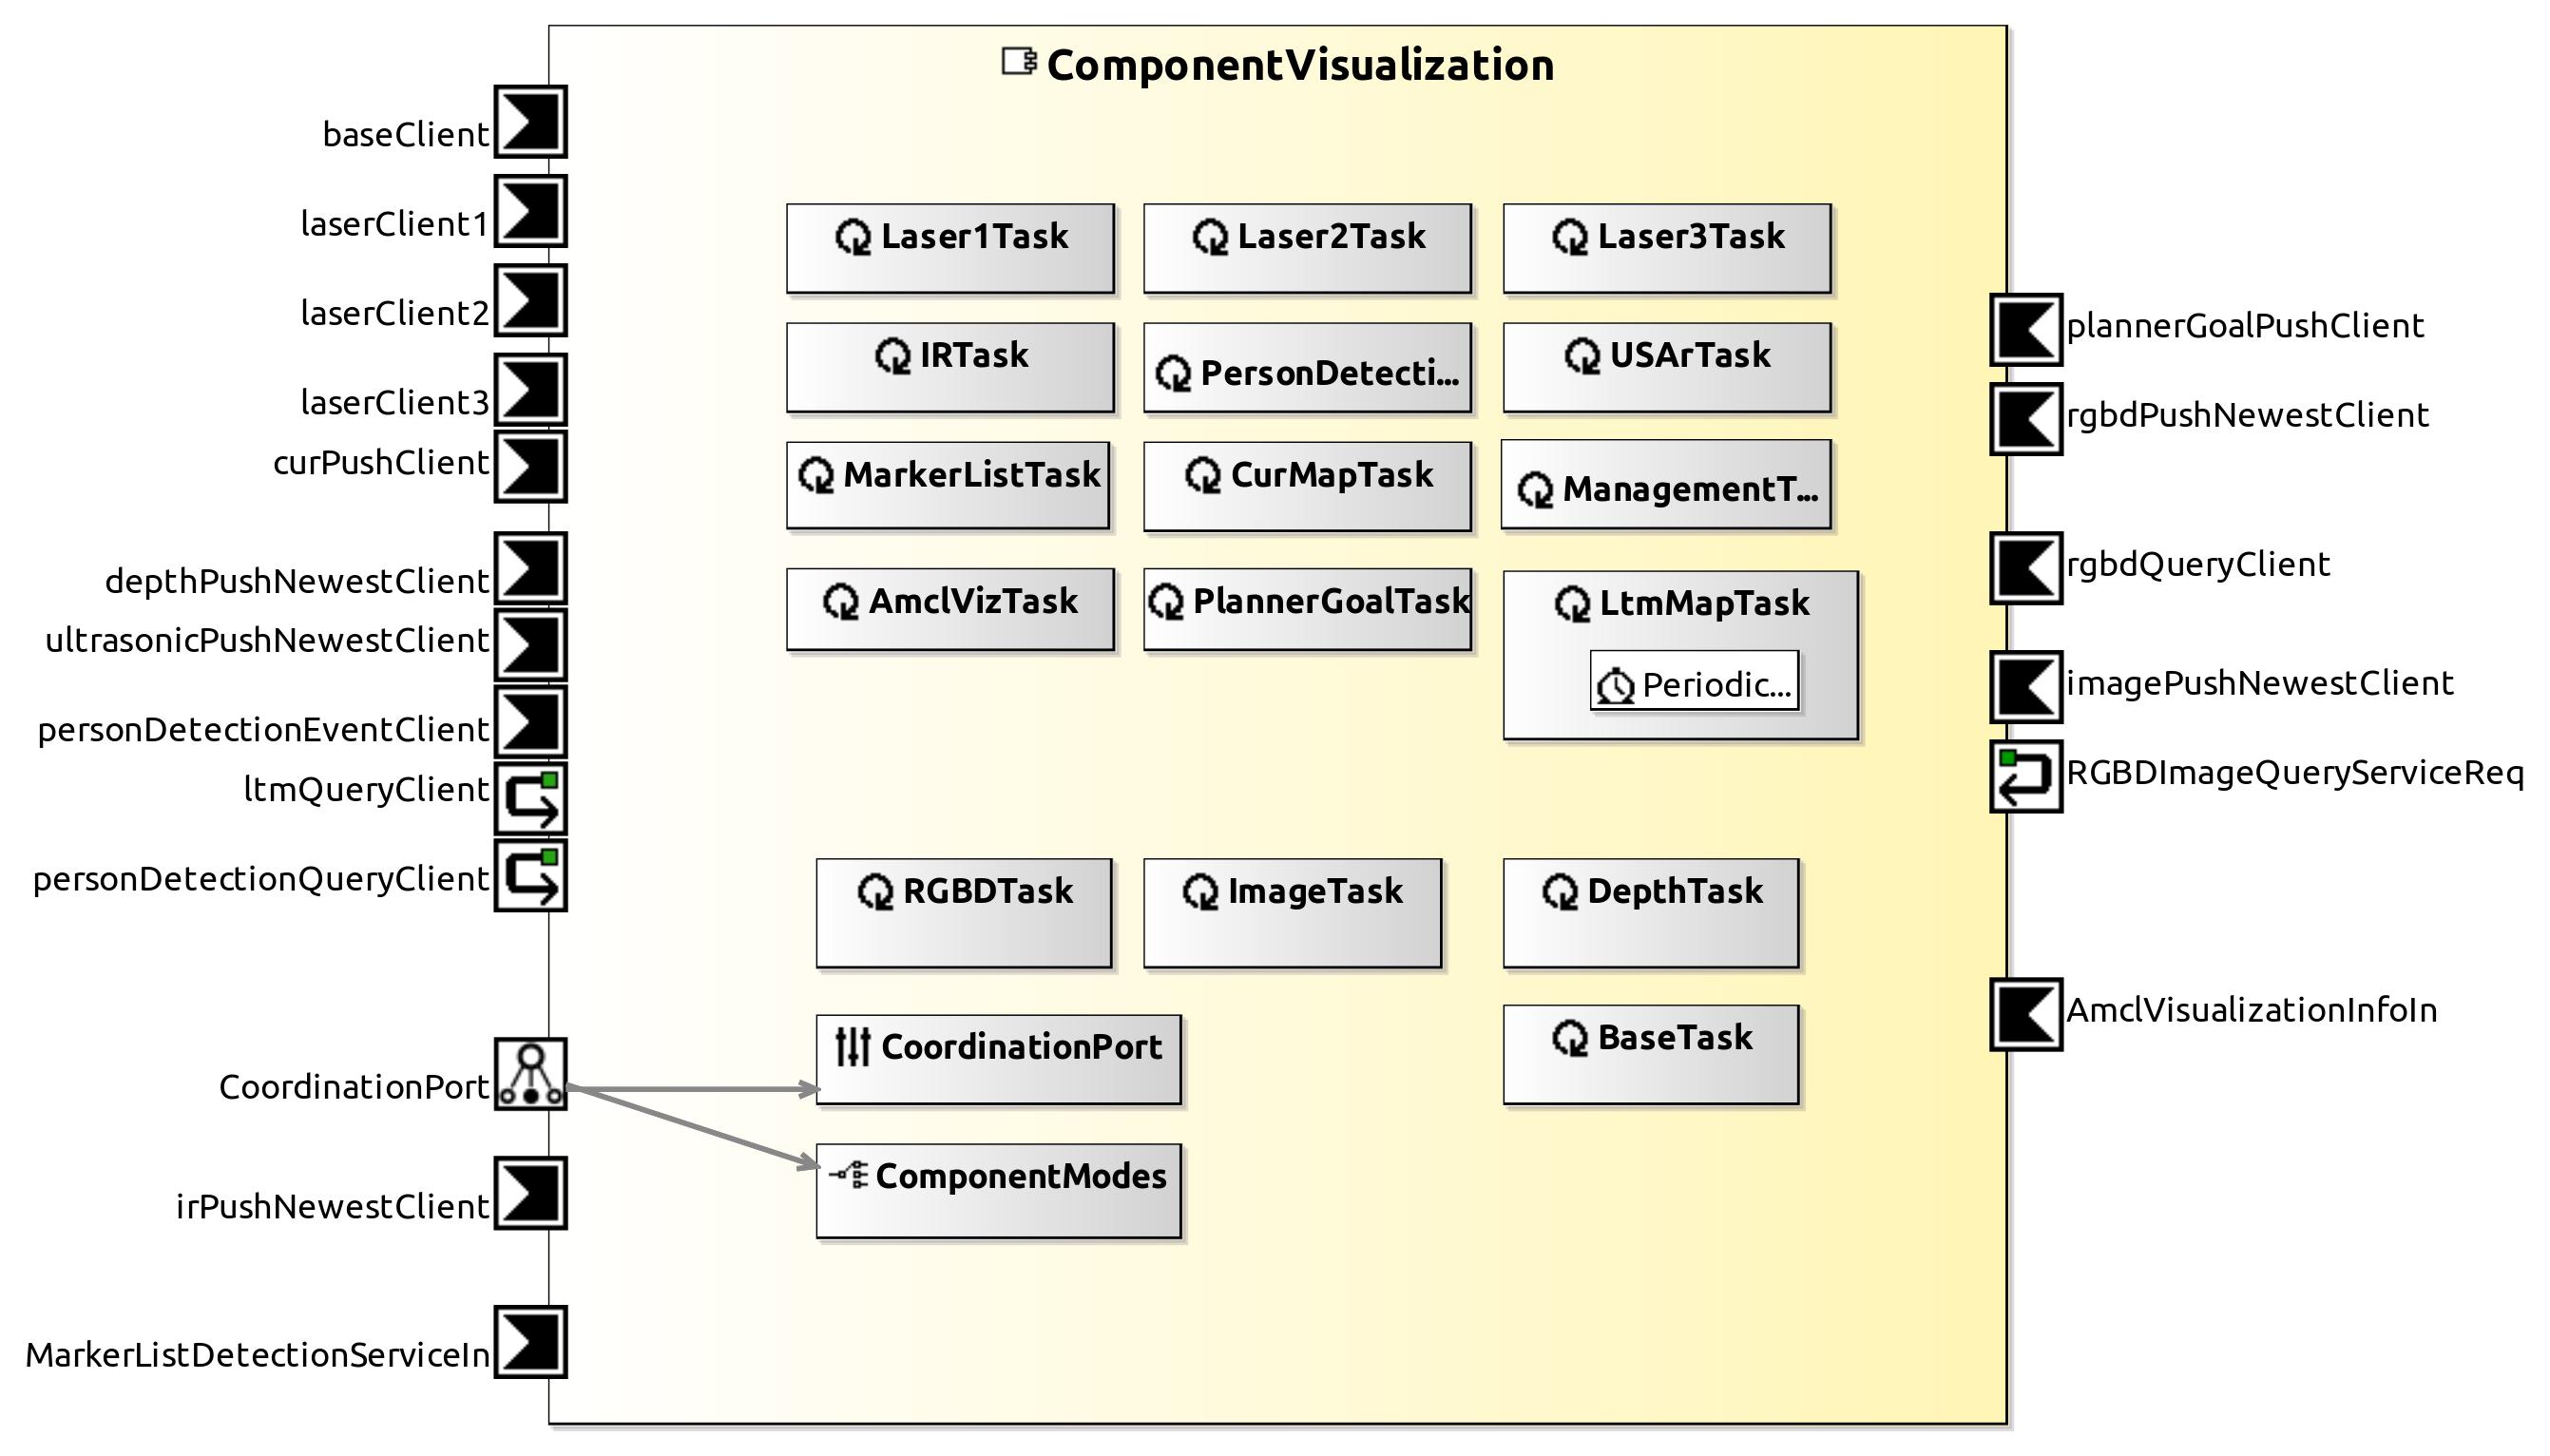 ComponentVisualization
baseClient
laserClient1
laserClient2
laserClient3
curPushClient
depthPushNewestClient
ultrasonicPushNewestClient
personDetectionEventClient
ltmQueryClient
personDetectionQueryClient
CoordinationPort
irPushNewestClient
MarkerListDetectionServiceIn
Laser1Task
Laser2Task
Laser3Task
IRTask
PersonDetecti...
USArTask
MarkerListTask
CurMapTask
ManagementT...
AmclVizTask
PlannerGoalTask
LtmMapTask
Periodic...
RGBDTask
ImageTask
DepthTask
CoordinationPort
BaseTask
ComponentModes
plannerGoalPushClient
rgbdPushNewestClient
rgbdQueryClient
imagePushNewestClient
RGBDImageQueryServiceReq
AmclVisualizationInfoIn